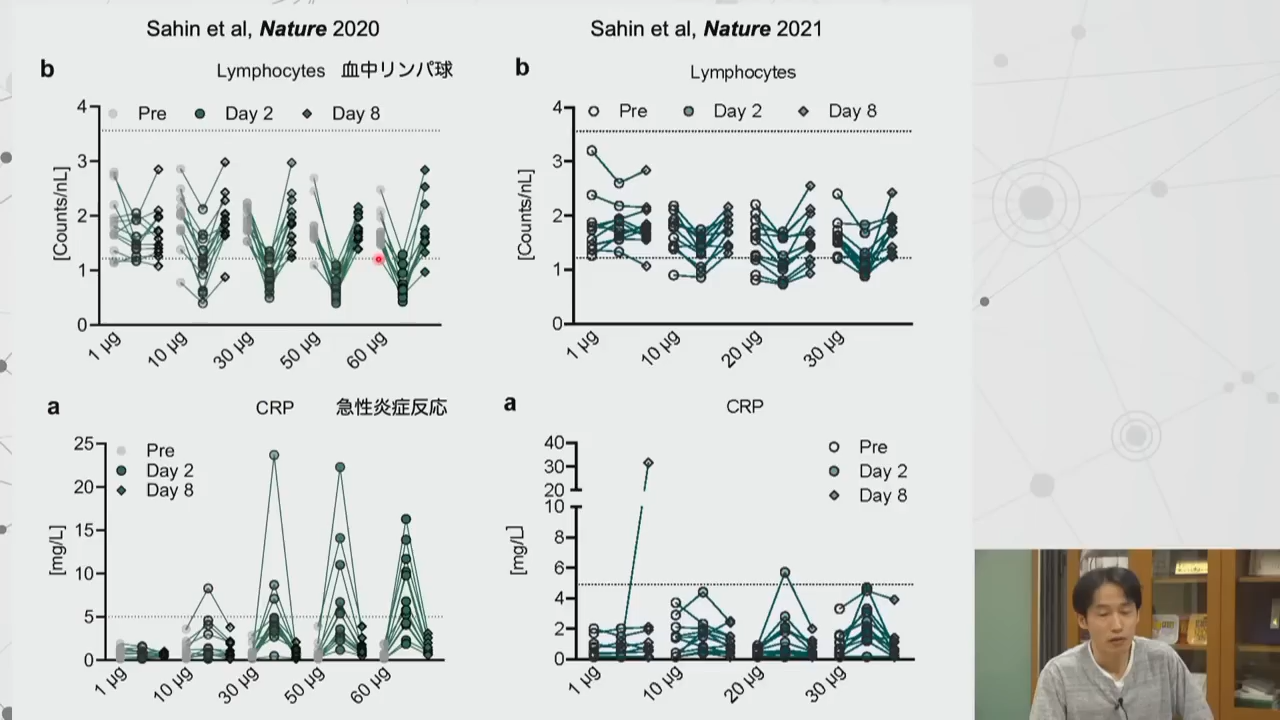 Sahin et al, Nature 2020
b
Lymphocytes 血中リンパ球
Pre Day 2 Day 8
[Counts/nL]
4
3
2
1
0
1 μg 10 μg 30 μg 50 μg 60 μg
a
CRP 急性炎症反応
Pre
Day 2
Day 8
[mg/L]
25
20
15
10
5
0
1 μg 10 μg 30 μg 50 μg 60 μg
Sahin et al, Nature 2021
b
Lymphocytes
Pre Day 2 Day 8
[Counts/nL]
4
3
2
1
0
1 μg 10 μg 20 μg 30 μg
a
CRP
Pre
Day 2
Day 8
[mg/L]
40
30
20
10
8
6
4
2
0
1 μg 10 μg 20 μg 30 μg